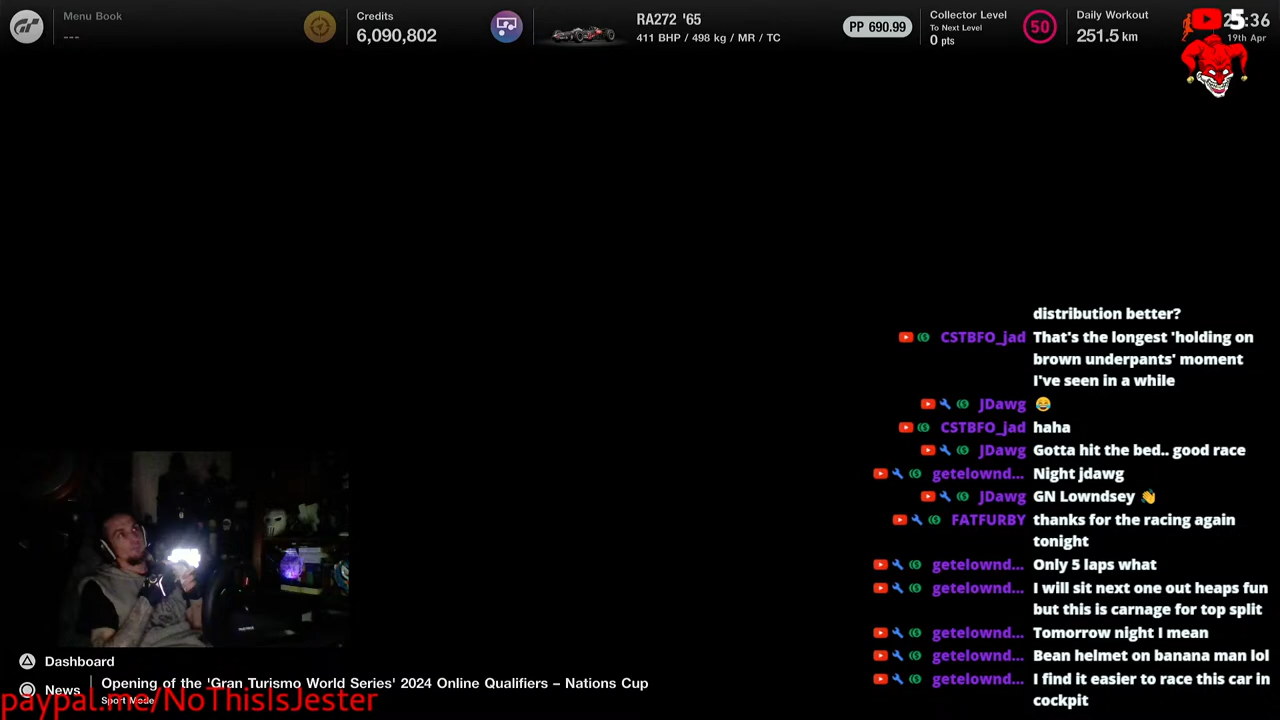 Menu Book
---
Credits
6,090,802
RA272 '65
411 BHP / 498 kg / MR / TC
PP 690.99
Collector Level
To Next Level
0 pts
50
Daily Workout
251.5 km
5
:36
19th Apr
distribution better?
CSTBFO_jad That's the longest 'holding on
brown underpants' moment
I've seen in a while
JDawg 😂
CSTBFO_jad haha
JDawg Gotta hit the bed.. good race
getelownd... Night jdawg
JDawg GN Lowndsey 👋
FATFURBY thanks for the racing again
tonight
getelownd... Only 5 laps what
getelownd... I will sit next one out heaps fun
but this is carnage for top split
getelownd... Tomorrow night I mean
getelownd... Bean helmet on banana man lol
getelownd... I find it easier to race this car in
cockpit
Dashboard
News
Opening of the 'Gran Turismo World Series' 2024 Online Qualifiers – Nations Cup
Sport Mode
paypal.me/NoThisIsJester